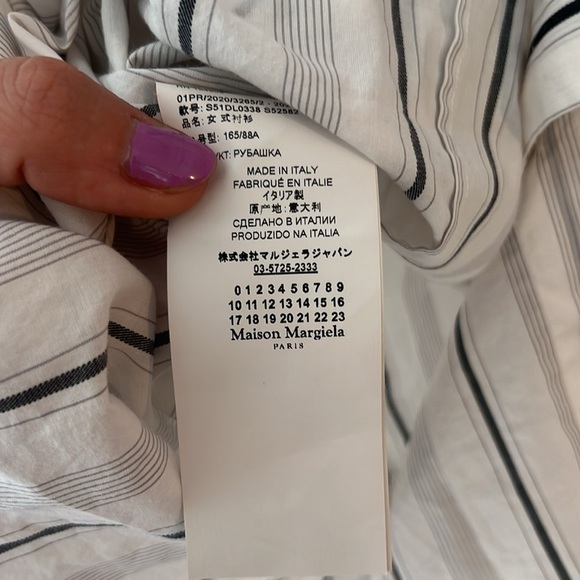 01PR/2020/3265/2 - 202
款号: S51DL0338 S52582
品名: 女 式衬衫
号型: 165/88A
УКТ: РУБАШКА
MADE IN ITALY
FABRIQUÉ EN ITALIE
イタリア製
原产地: 意大利
СДЕЛАНО В ИТАЛИИ
PRODUZIDO NA ITALIA
株式会社マルジェラジャパン
03-5725-2333
0 1 2 3 4 5 6 7 8 9
10 11 12 13 14 15 16
17 18 19 20 21 22 23
Maison Margiela
PARIS